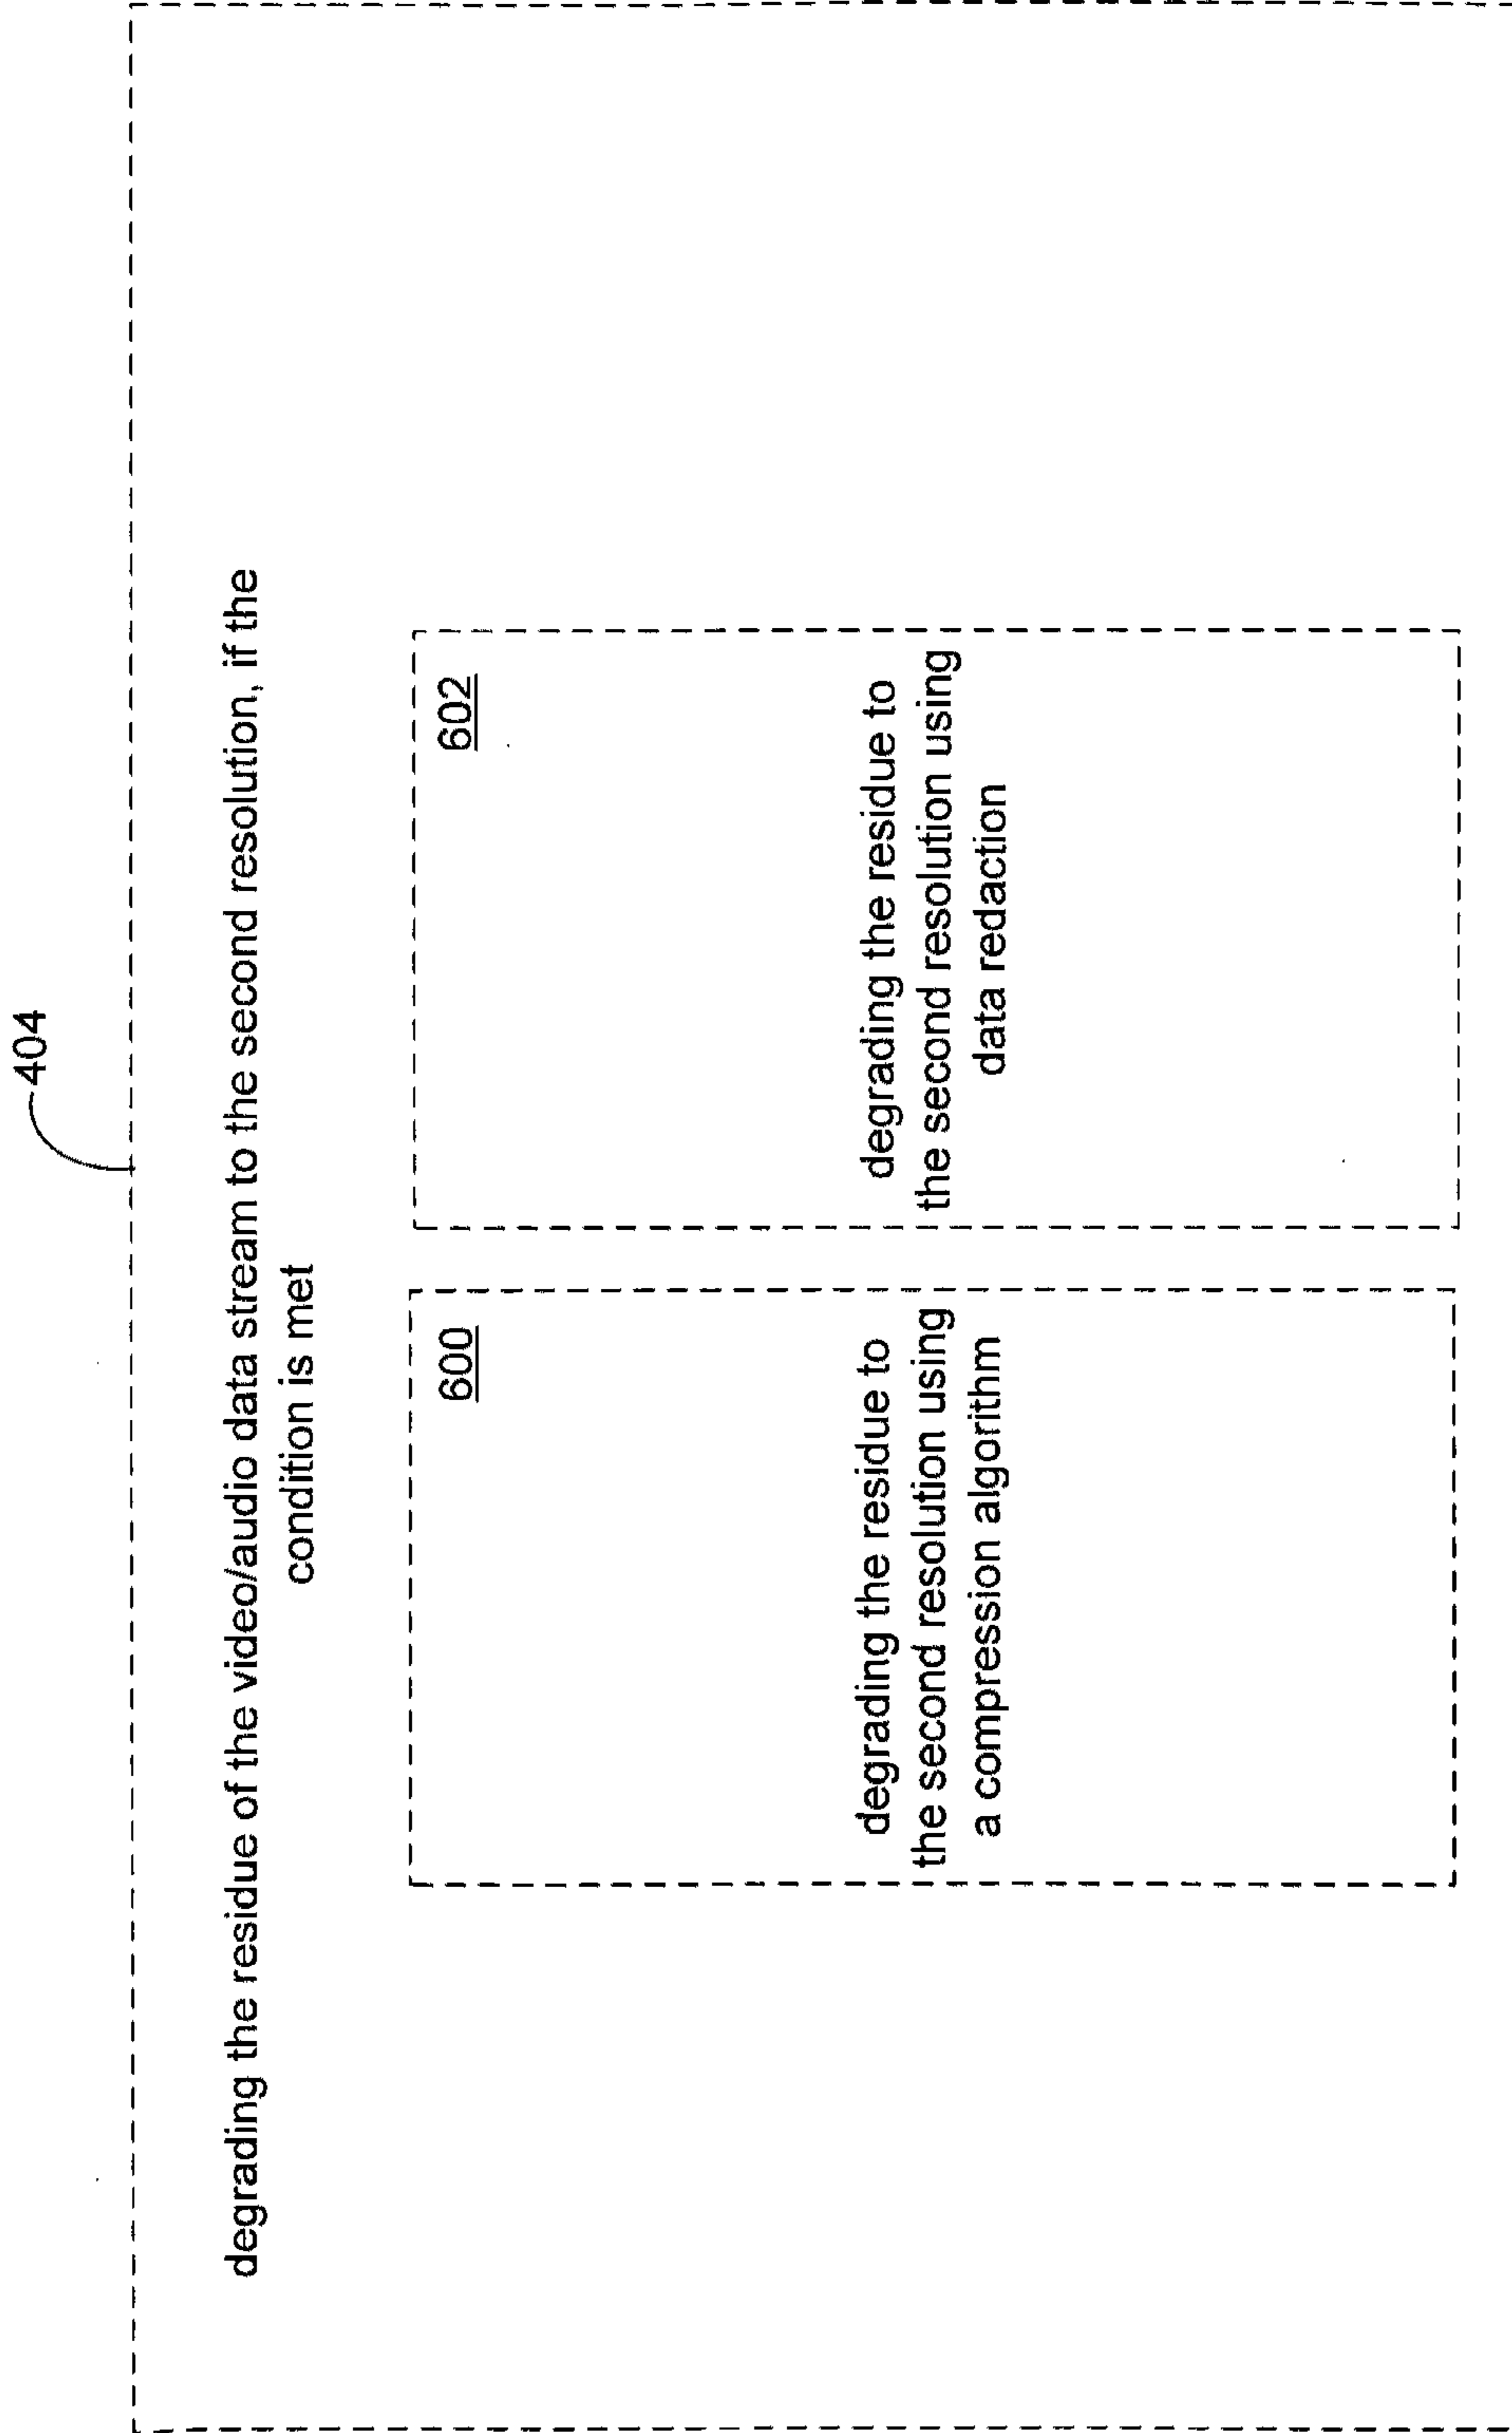 404
degrading the residue of the video/audio data stream to the second resolution, if the
condition is met
600
degrading the residue to
the second resolution using
a compression algorithm
602
degrading the residue to
the second resolution using
data redaction